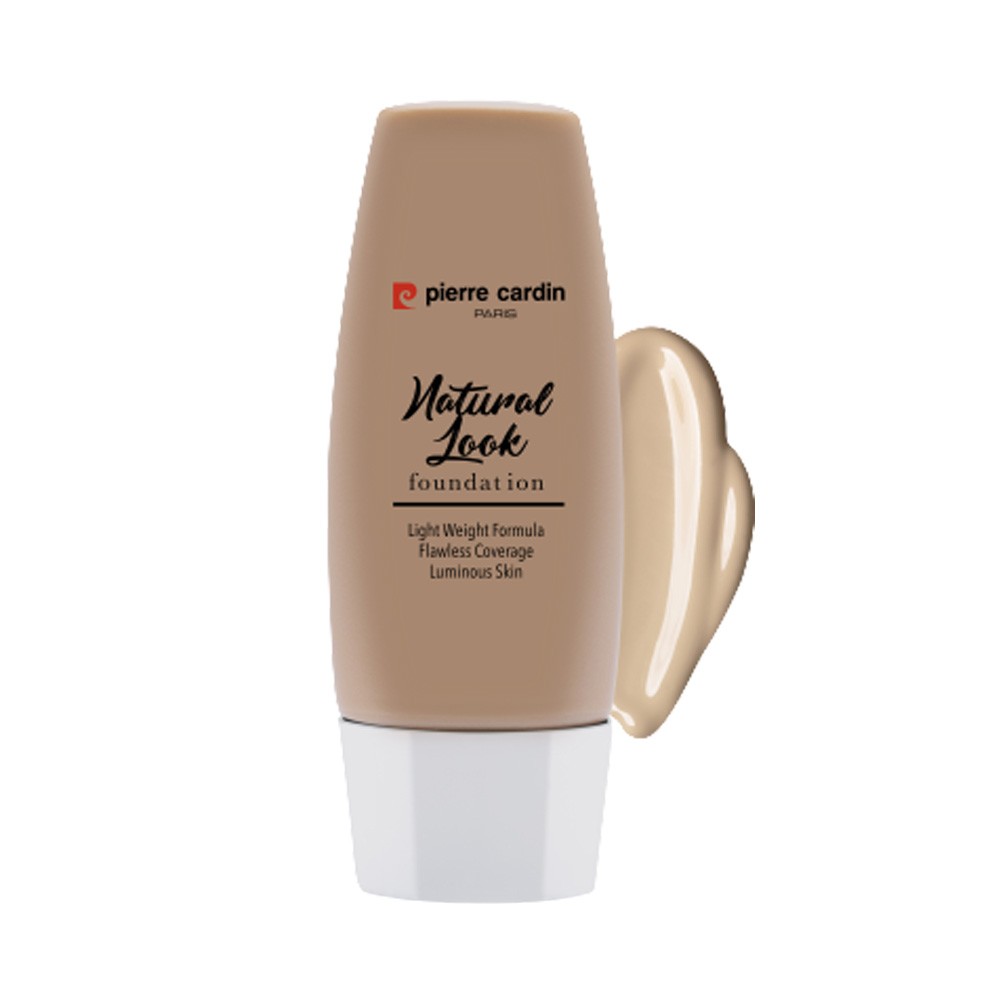 pierre cardin
PARIS
Natural
Look
foundation
Light Weight Formula
Flawless Coverage
Luminous Skin